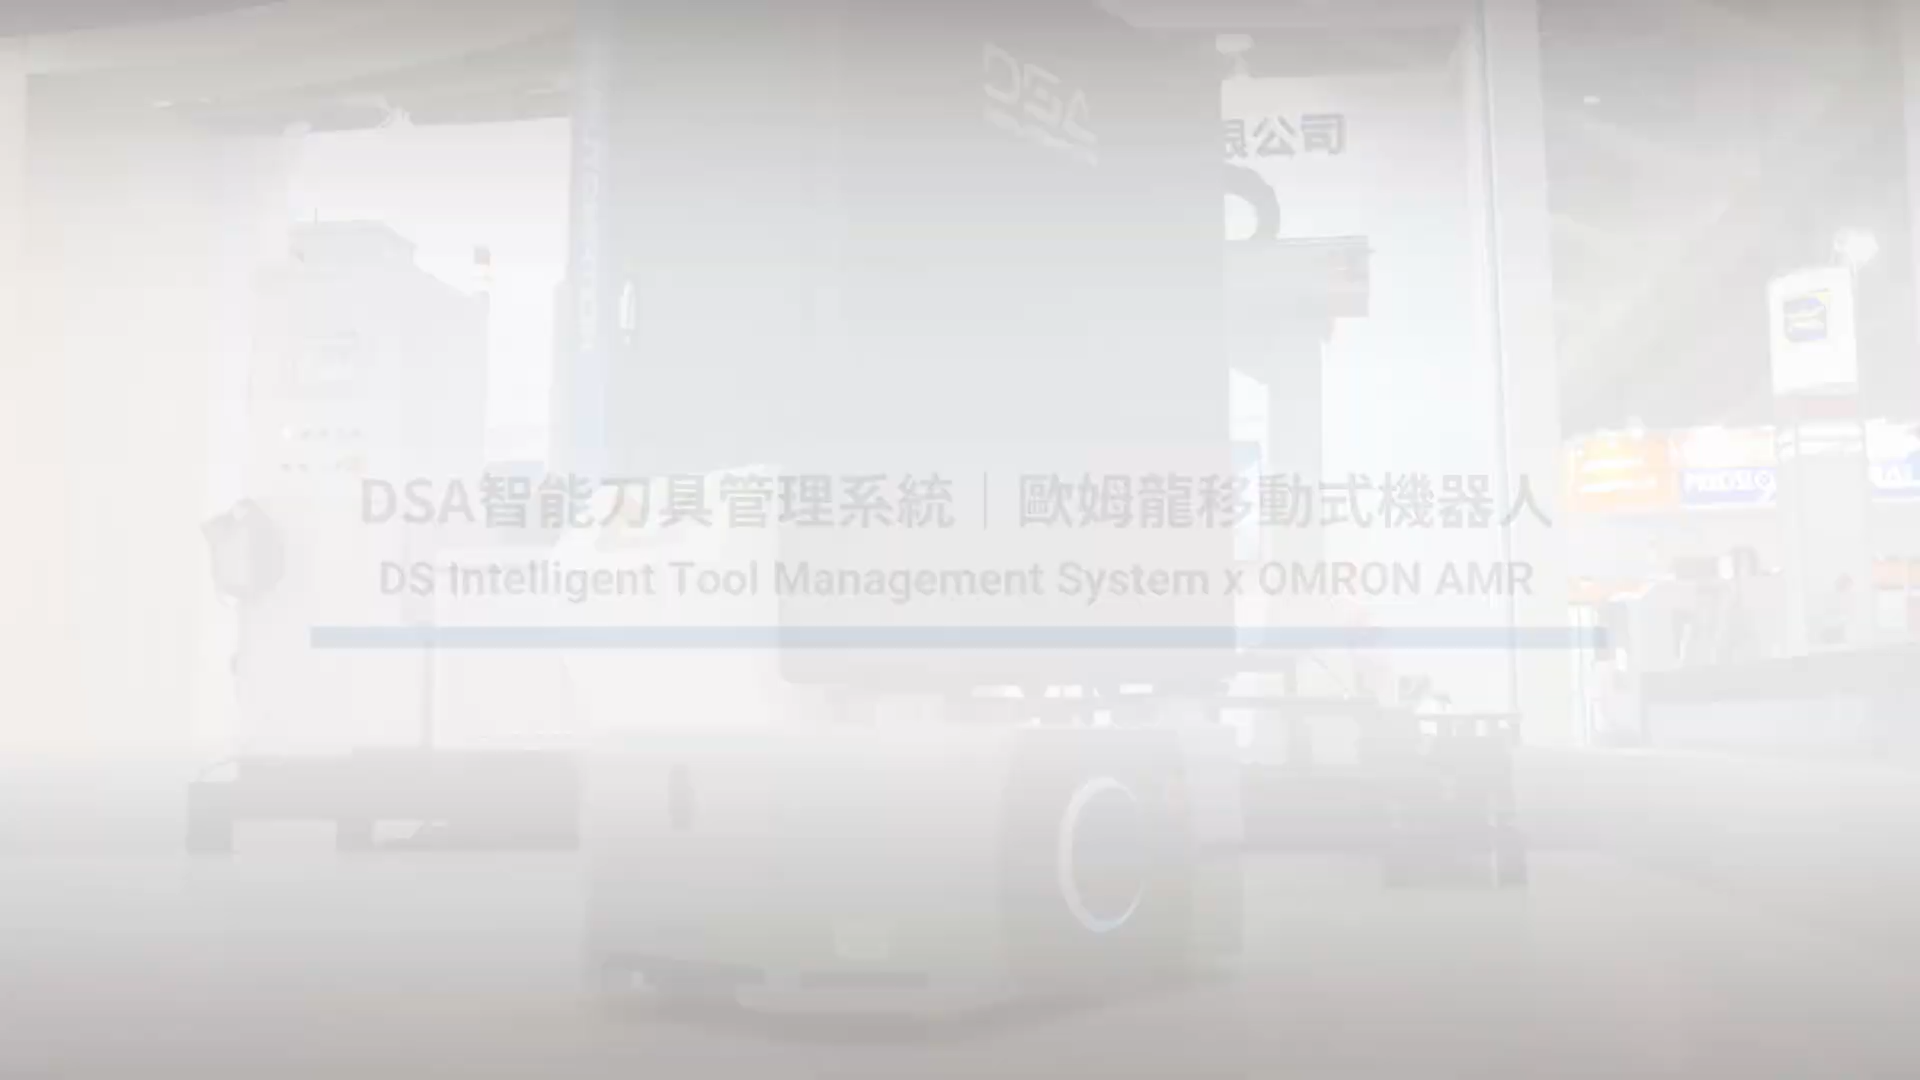 DSA
限公司
DSA智能刀具管理系統｜歐姆龍移動式機器人
DS Intelligent Tool Management System x OMRON AMR